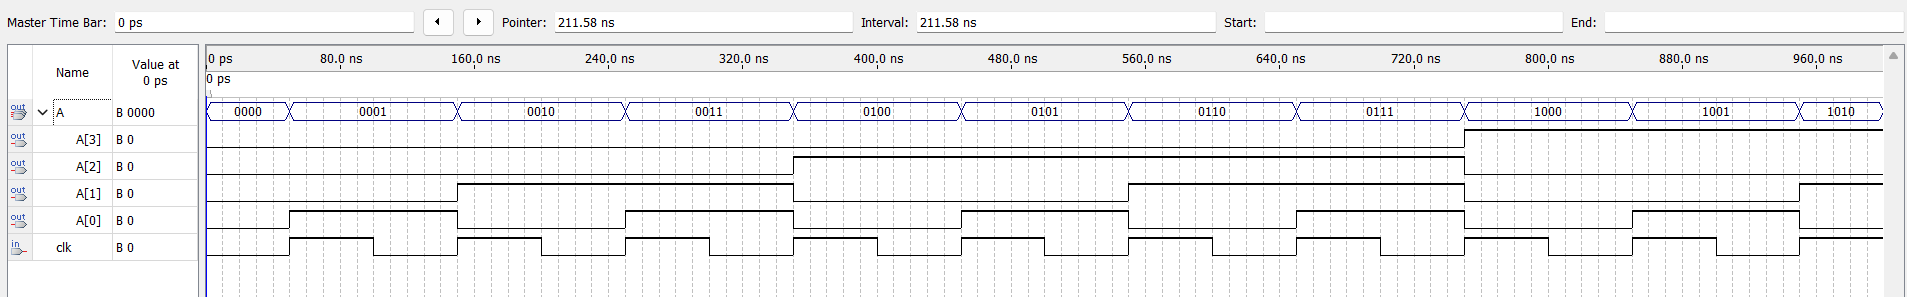 Master Time Bar: 0 ps Pointer: 211.58 ns Interval: 211.58 ns Start: End:
Name Value at 0 ps
0 ps 80.0 ns 160.0 ns 240.0 ns 320.0 ns 400.0 ns 480.0 ns 560.0 ns 640.0 ns 720.0 ns 800.0 ns 880.0 ns 960.0 ns
0 ps
out A B 0000 0000 0001 0010 0011 0100 0101 0110 0111 1000 1001 1010
out A[3] B 0
out A[2] B 0
out A[1] B 0
out A[0] B 0
in clk B 0